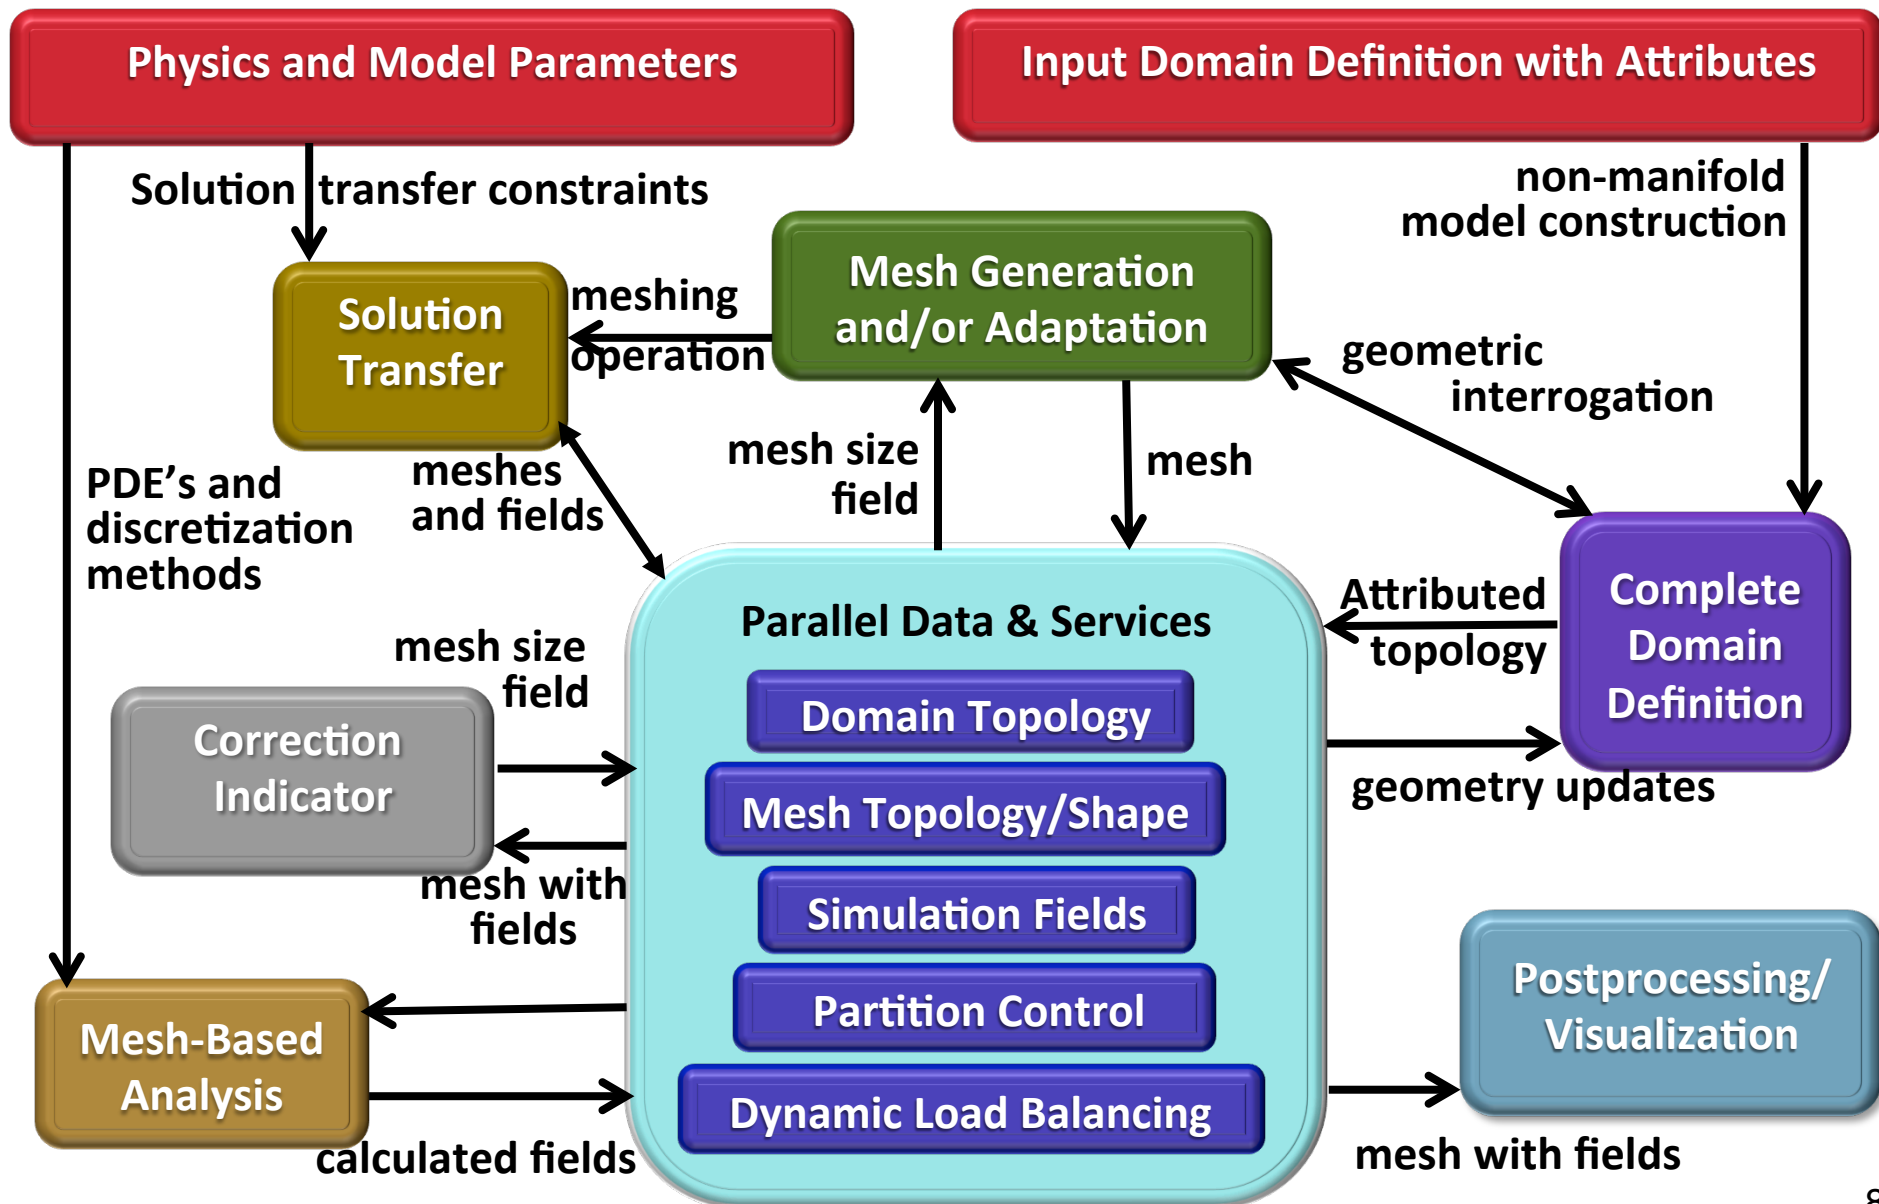 Physics and Model Parameters
Input Domain Definition with Attributes
Solution transfer constraints
non-manifold
model construction
Mesh Generation
and/or Adaptation
Solution
Transfer
meshing
operation
geometric
interrogation
mesh size
field
mesh
meshes
and fields
PDE’s and
discretization
methods
Complete
Domain
Definition
Attributed
topology
Parallel Data & Services
mesh size
field
Domain Topology
Correction
Indicator
geometry updates
Mesh Topology/Shape
mesh with
fields
Simulation Fields
Postprocessing/
Visualization
Partition Control
Mesh-Based
Analysis
Dynamic Load Balancing
calculated fields
mesh with fields
8